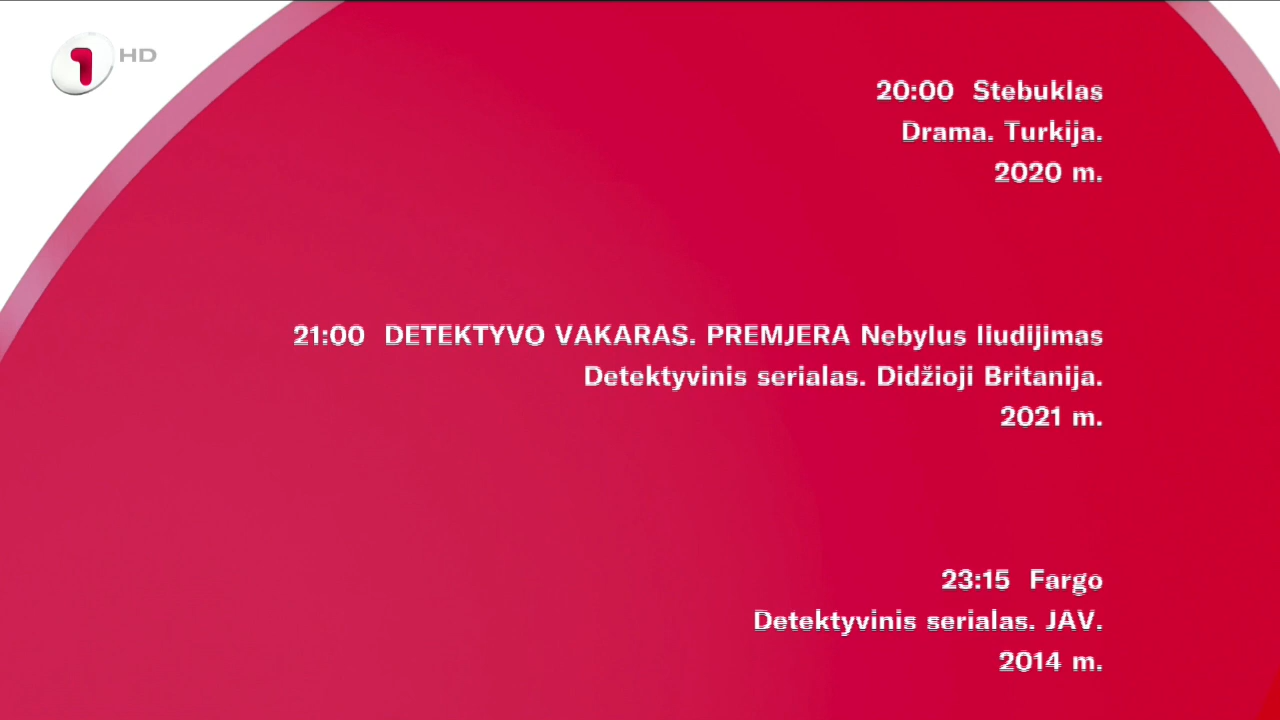 1 HD
20:00 Stebuklas
Drama. Turkija.
2020 m.
21:00 DETEKTYVO VAKARAS. PREMJERA Nebylus liudijimas
Detektyvinis serialas. Didžioji Britanija.
2021 m.
23:15 Fargo
Detektyvinis serialas. JAV.
2014 m.